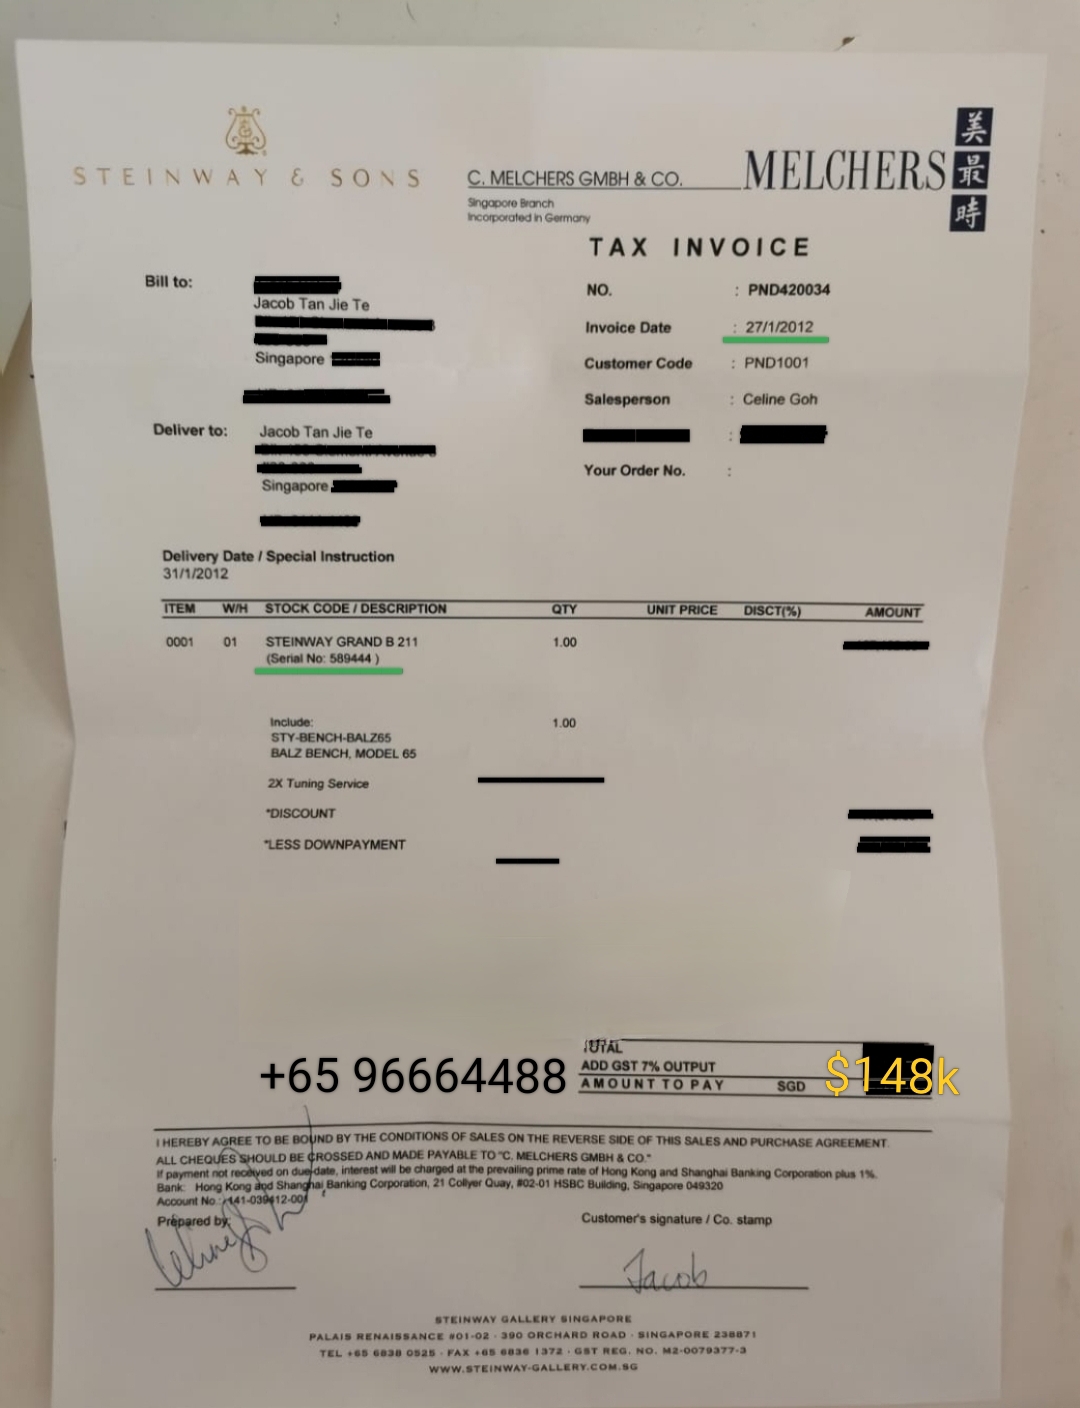 STEINWAY & SONS
C. MELCHERS GMBH & CO.
Singapore Branch
Incorporated in Germany
MELCHERS
美最時
TAX INVOICE
Bill to:
Jacob Tan Jie Te
Singapore
NO. : PND420034
Invoice Date : 27/1/2012
Customer Code : PND1001
Salesperson : Celine Goh
:
Your Order No. :
Deliver to: Jacob Tan Jie Te
Singapore
Delivery Date / Special Instruction
31/1/2012
ITEM W/H STOCK CODE / DESCRIPTION QTY UNIT PRICE DISCT(%) AMOUNT
0001 01 STEINWAY GRAND B 211 1.00
(Serial No: 589444 )
Include: 1.00
STY-BENCH-BALZ65
BALZ BENCH, MODEL 65
2X Tuning Service
*DISCOUNT
*LESS DOWNPAYMENT
+65 96664488
TOTAL
ADD GST 7% OUTPUT
AMOUNT TO PAY SGD $148k
I HEREBY AGREE TO BE BOUND BY THE CONDITIONS OF SALES ON THE REVERSE SIDE OF THIS SALES AND PURCHASE AGREEMENT.
ALL CHEQUES SHOULD BE CROSSED AND MADE PAYABLE TO "C. MELCHERS GMBH & CO."
If payment not received on due date, interest will be charged at the prevailing prime rate of Hong Kong and Shanghai Banking Corporation plus 1%.
Bank: Hong Kong and Shanghai Banking Corporation, 21 Collyer Quay, #02-01 HSBC Building, Singapore 049320
Account No.: 141-039412-001
Prepared by:
Customer's signature / Co. stamp
Jacob
STEINWAY GALLERY SINGAPORE
PALAIS RENAISSANCE #01-02 · 390 ORCHARD ROAD · SINGAPORE 238871
TEL +65 6838 0525 · FAX +65 6836 1372 · GST REG. NO. M2-0079377-3
WWW.STEINWAY-GALLERY.COM.SG